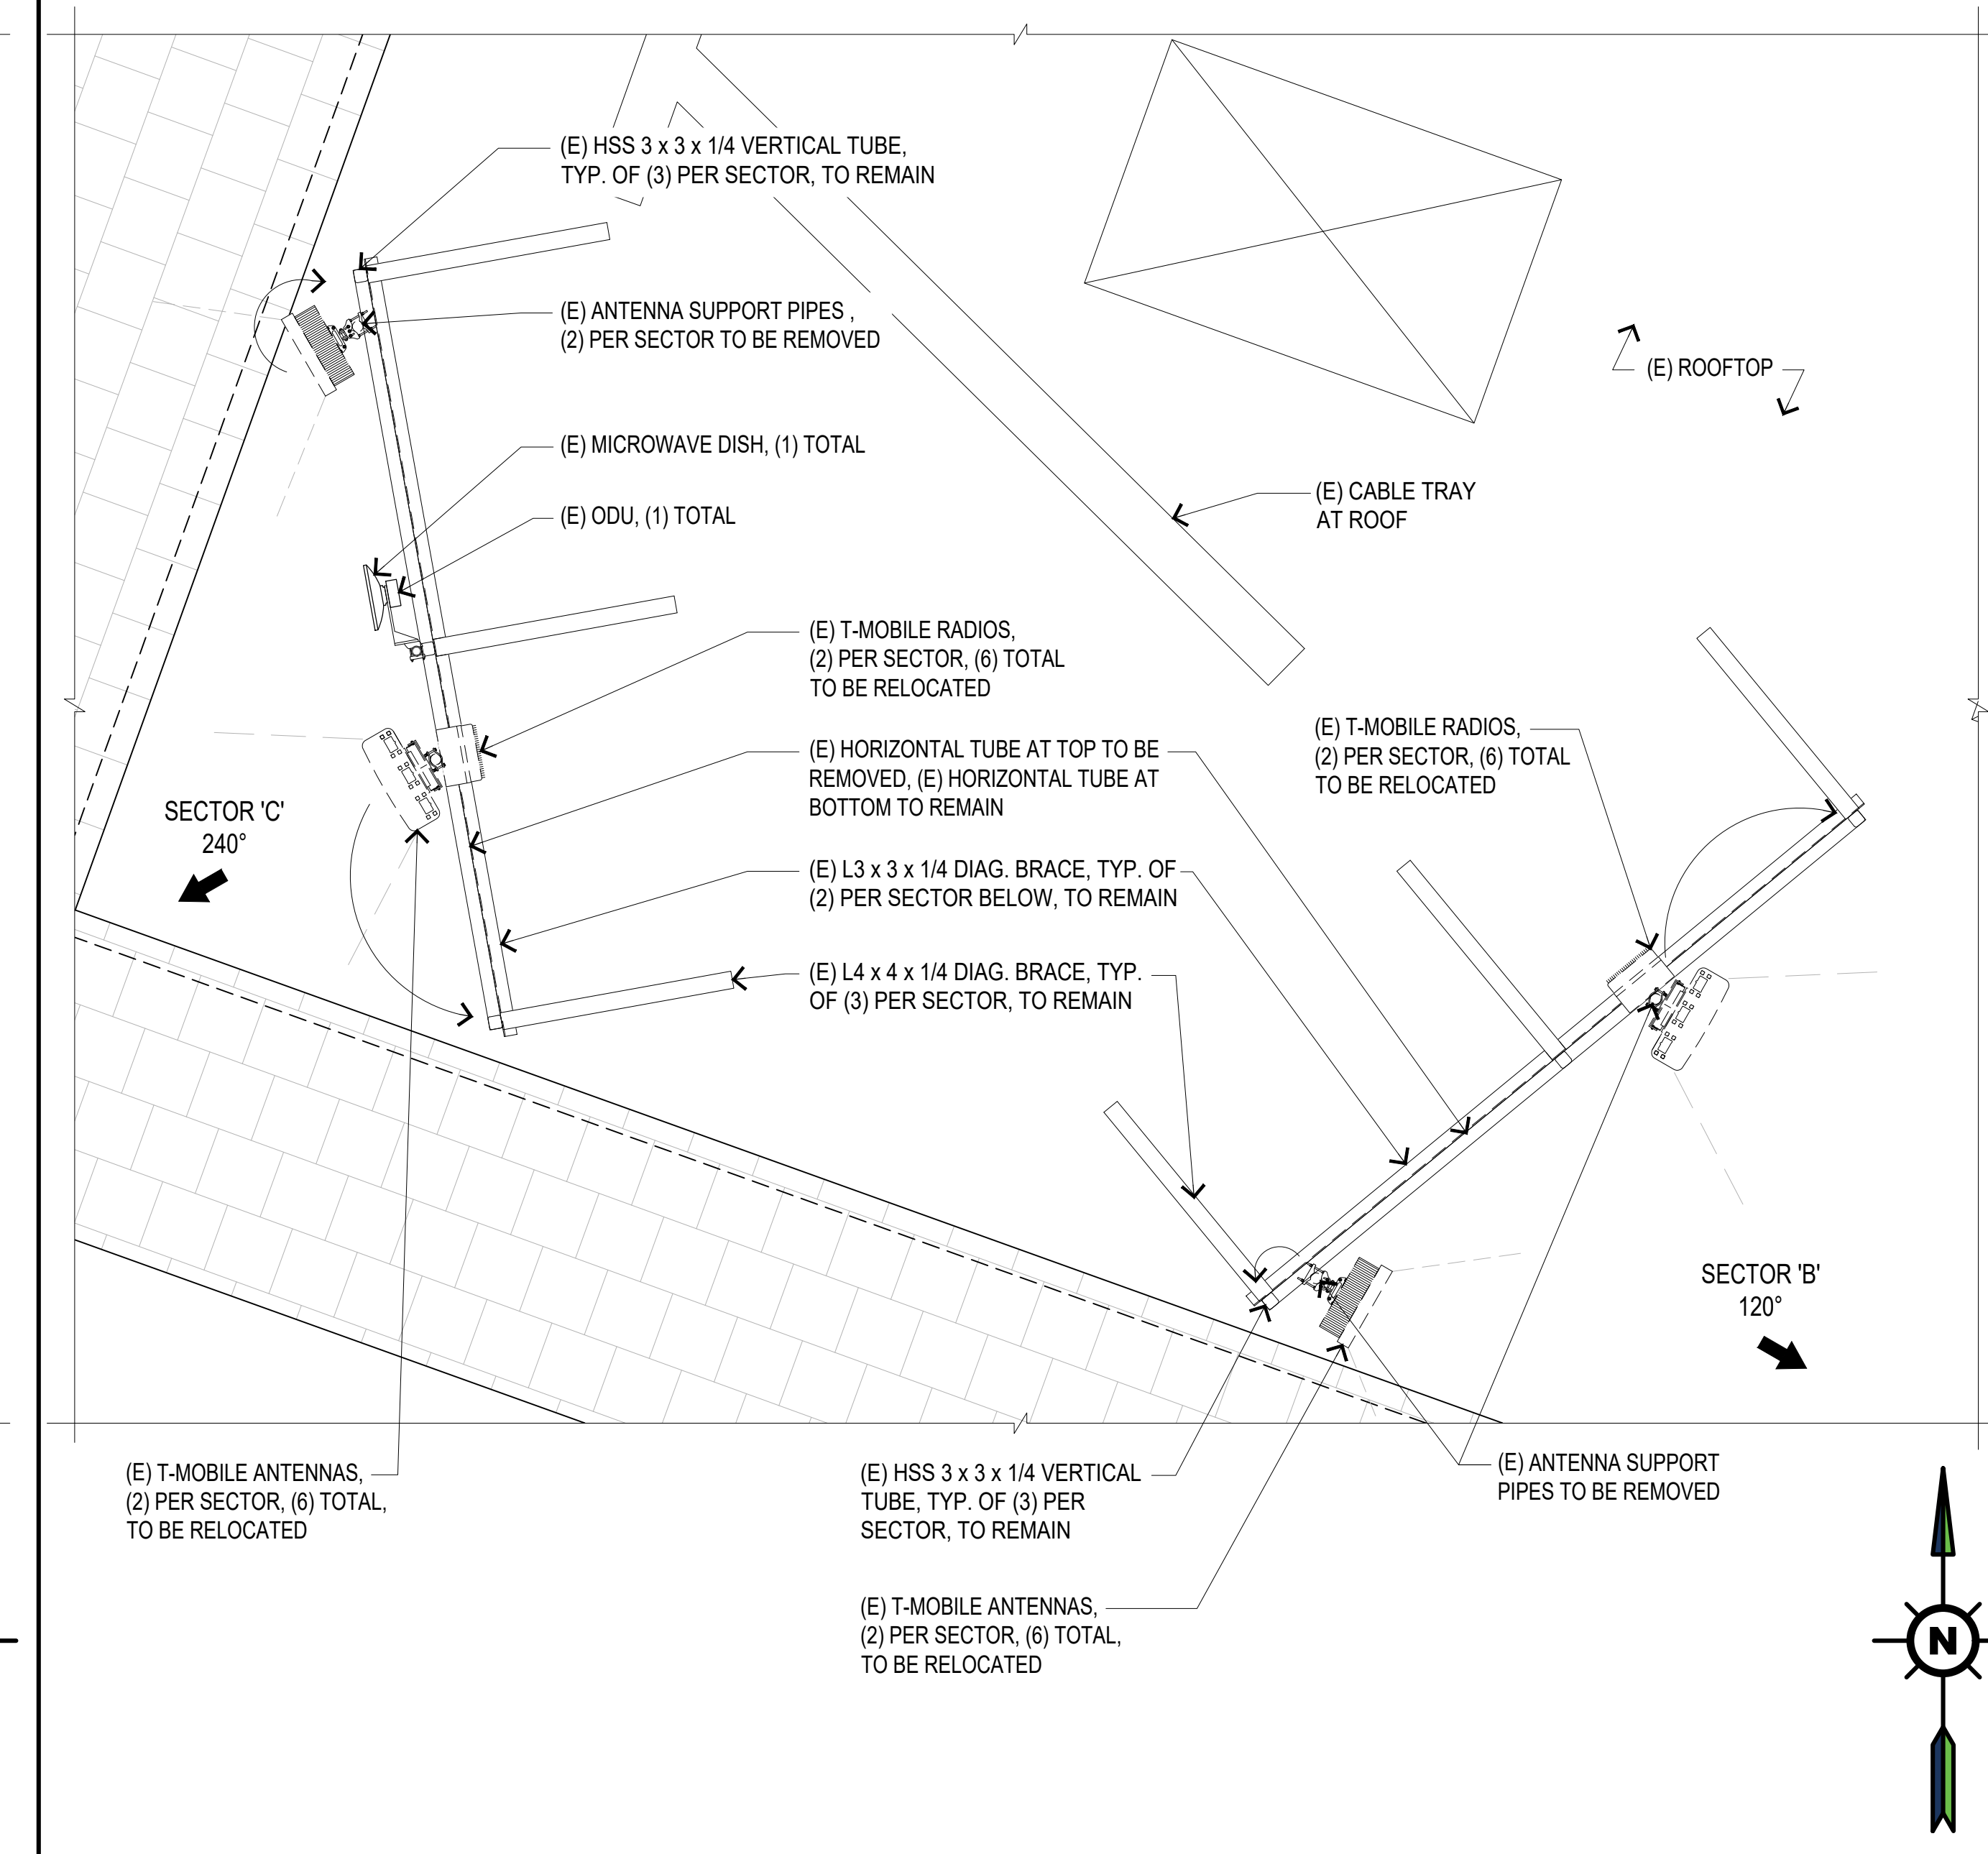 (E) HSS 3 x 3 x 1/4 VERTICAL TUBE,
TYP. OF (3) PER SECTOR, TO REMAIN
(E) ANTENNA SUPPORT PIPES ,
(2) PER SECTOR TO BE REMOVED
(E) ROOFTOP
(E) MICROWAVE DISH, (1) TOTAL
(E) ODU, (1) TOTAL
(E) CABLE TRAY
AT ROOF
(E) T-MOBILE RADIOS,
(2) PER SECTOR, (6) TOTAL
TO BE RELOCATED
(E) T-MOBILE RADIOS,
(2) PER SECTOR, (6) TOTAL
TO BE RELOCATED
(E) HORIZONTAL TUBE AT TOP TO BE
REMOVED, (E) HORIZONTAL TUBE AT
BOTTOM TO REMAIN
SECTOR 'C'
240°
(E) L3 x 3 x 1/4 DIAG. BRACE, TYP. OF
(2) PER SECTOR BELOW, TO REMAIN
(E) L4 x 4 x 1/4 DIAG. BRACE, TYP.
OF (3) PER SECTOR, TO REMAIN
SECTOR 'B'
120°
(E) T-MOBILE ANTENNAS,
(2) PER SECTOR, (6) TOTAL,
TO BE RELOCATED
(E) HSS 3 x 3 x 1/4 VERTICAL
TUBE, TYP. OF (3) PER
SECTOR, TO REMAIN
(E) ANTENNA SUPPORT
PIPES TO BE REMOVED
(E) T-MOBILE ANTENNAS,
(2) PER SECTOR, (6) TOTAL,
TO BE RELOCATED
N